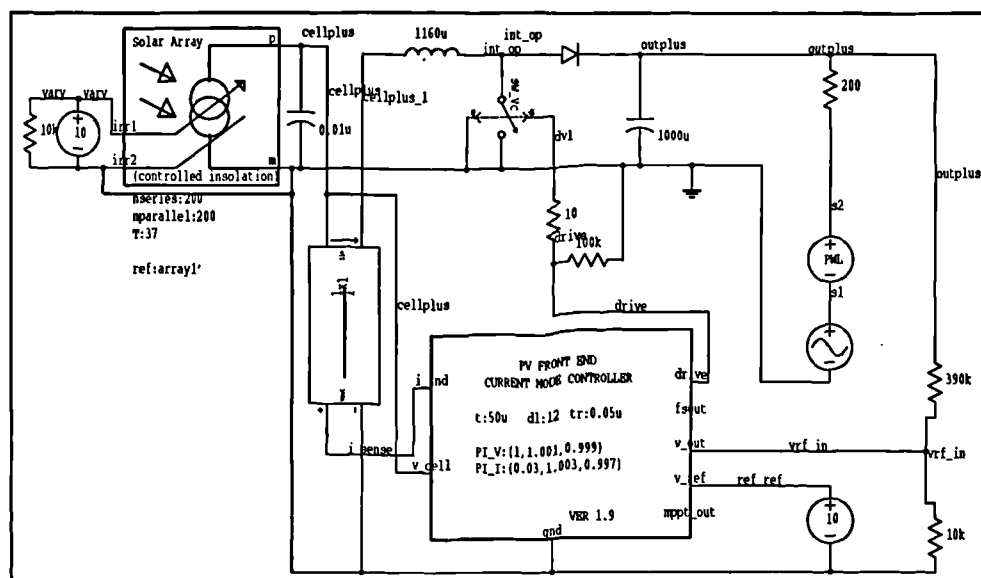 Solar Array
p
cellplus
1160u
int_op
int_op
outplus
outplus
vary
vary
10k
10
irr1
irr2
m
(controlled insolation)
nseries:200
nparallel:200
T:37
ref:array1'
cellplus
cellplus_1
0.01u
SW_Vc
dv1
1000u
200
outplus
10
drive
100k
s2
PWL
s1
cellplus
1x1
drive
PV FRONT END
CURRENT MODE CONTROLLER
t:50u d1:12 tr:0.05u
PI_V:(1,1.001,0.999)
PI_I:(0.03,1.003,0.997)
VER 1.9
i_ind
v_cell
i_sense
drive
fsout
v_out
v_ref
mppt_out
gnd
vrf_in
vrf_in
ref_ref
10
390k
10k